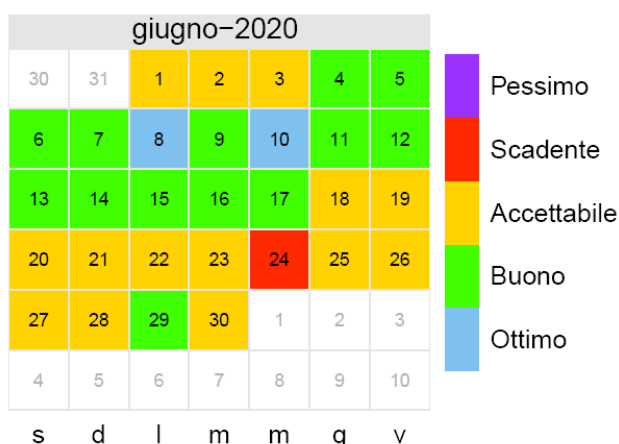 giugno−2020
30 31 1 2 3 4 5
6 7 8 9 10 11 12
13 14 15 16 17 18 19
20 21 22 23 24 25 26
27 28 29 30 1 2 3
4 5 6 7 8 9 10
s d l m m g v
Pessimo
Scadente
Accettabile
Buono
Ottimo